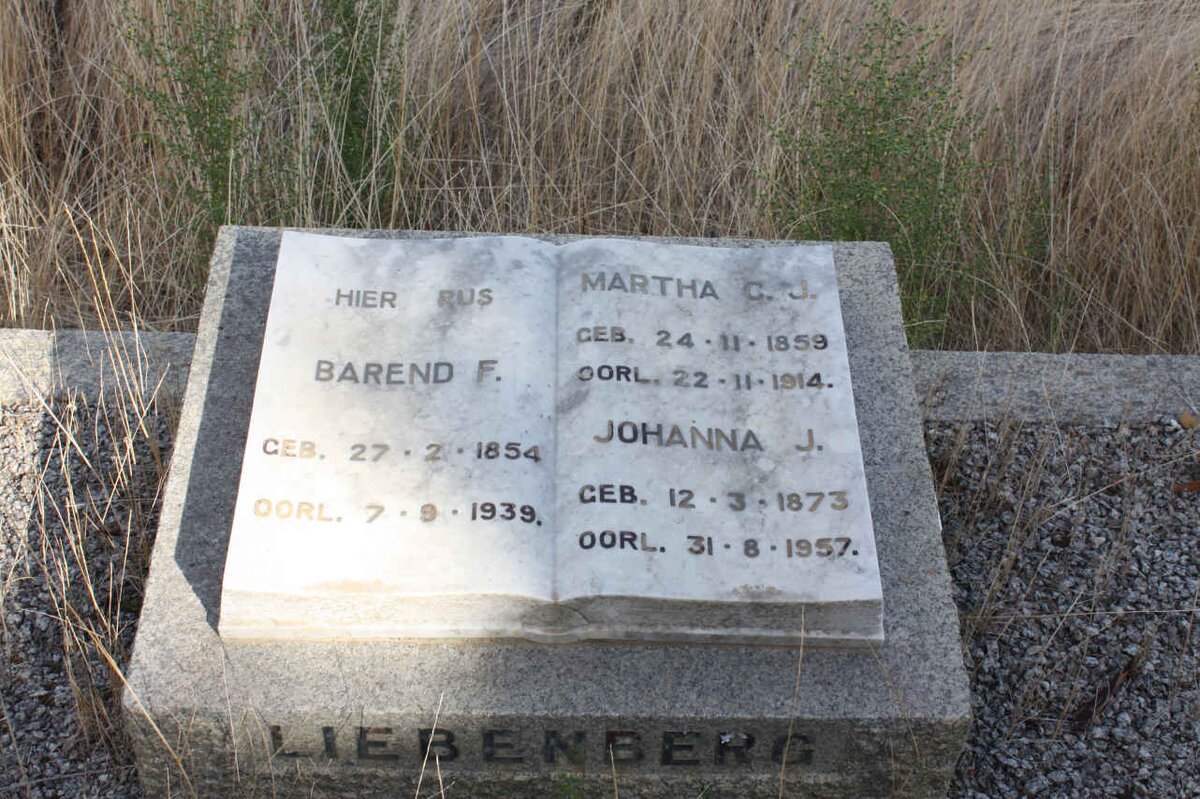 HIER RUS
BAREND F.
GEB. 27 · 2 · 1854
OORL. 7 · 9 · 1939.
MARTHA C. J.
GEB. 24 · 11 · 1859
OORL. 22 · 11 · 1914.
JOHANNA J.
GEB. 12 · 3 · 1873
OORL. 31 · 8 · 1957.
LIEBENBERG